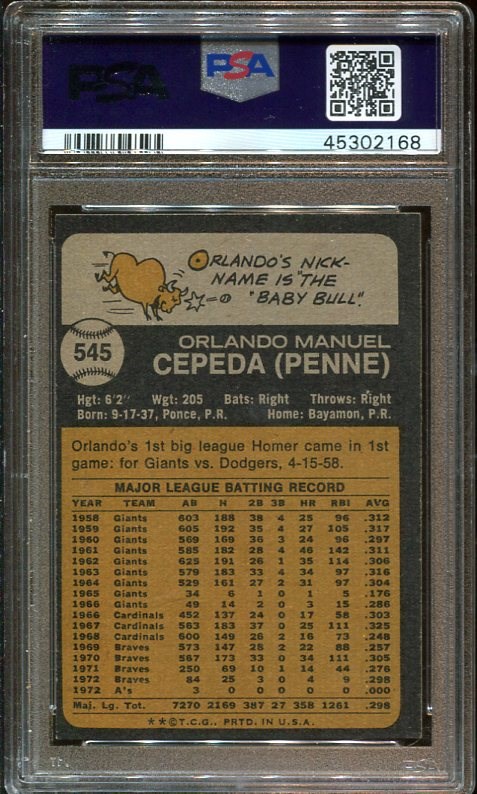 PSA
PSA
45302168
ORLANDO'S NICK-
NAME IS "THE
"BABY BULL".
545
ORLANDO MANUEL
CEPEDA (PENNE)
Hgt: 6'2" Wgt: 205 Bats: Right Throws: Right
Born: 9-17-37, Ponce, P.R. Home: Bayamon, P.R.
Orlando's 1st big league Homer came in 1st
game: for Giants vs. Dodgers, 4-15-58.
MAJOR LEAGUE BATTING RECORD
YEAR TEAM AB H 2B 3B HR RBI AVG
1958 Giants 603 188 38 4 25 96 .312
1959 Giants 605 192 35 4 27 105 .317
1960 Giants 569 169 36 3 24 96 .297
1961 Giants 585 182 28 4 46 142 .311
1962 Giants 625 191 26 1 35 114 .306
1963 Giants 579 183 33 4 34 97 .316
1964 Giants 529 161 27 2 31 97 .304
1965 Giants 34 6 1 0 1 5 .176
1966 Giants 49 14 2 0 3 15 .286
1966 Cardinals 452 137 24 0 17 58 .303
1967 Cardinals 563 183 37 0 25 111 .325
1968 Cardinals 600 149 26 2 16 73 .248
1969 Braves 573 147 28 2 22 88 .257
1970 Braves 567 173 33 0 34 111 .305
1971 Braves 250 69 10 1 14 44 .276
1972 Braves 84 25 3 0 4 9 .298
1972 A's 3 0 0 0 0 0 .000
Maj. Lg. Tot. 7270 2169 387 27 358 1261 .298
**©T.C.G., PRTD. IN U.S.A.
PSA